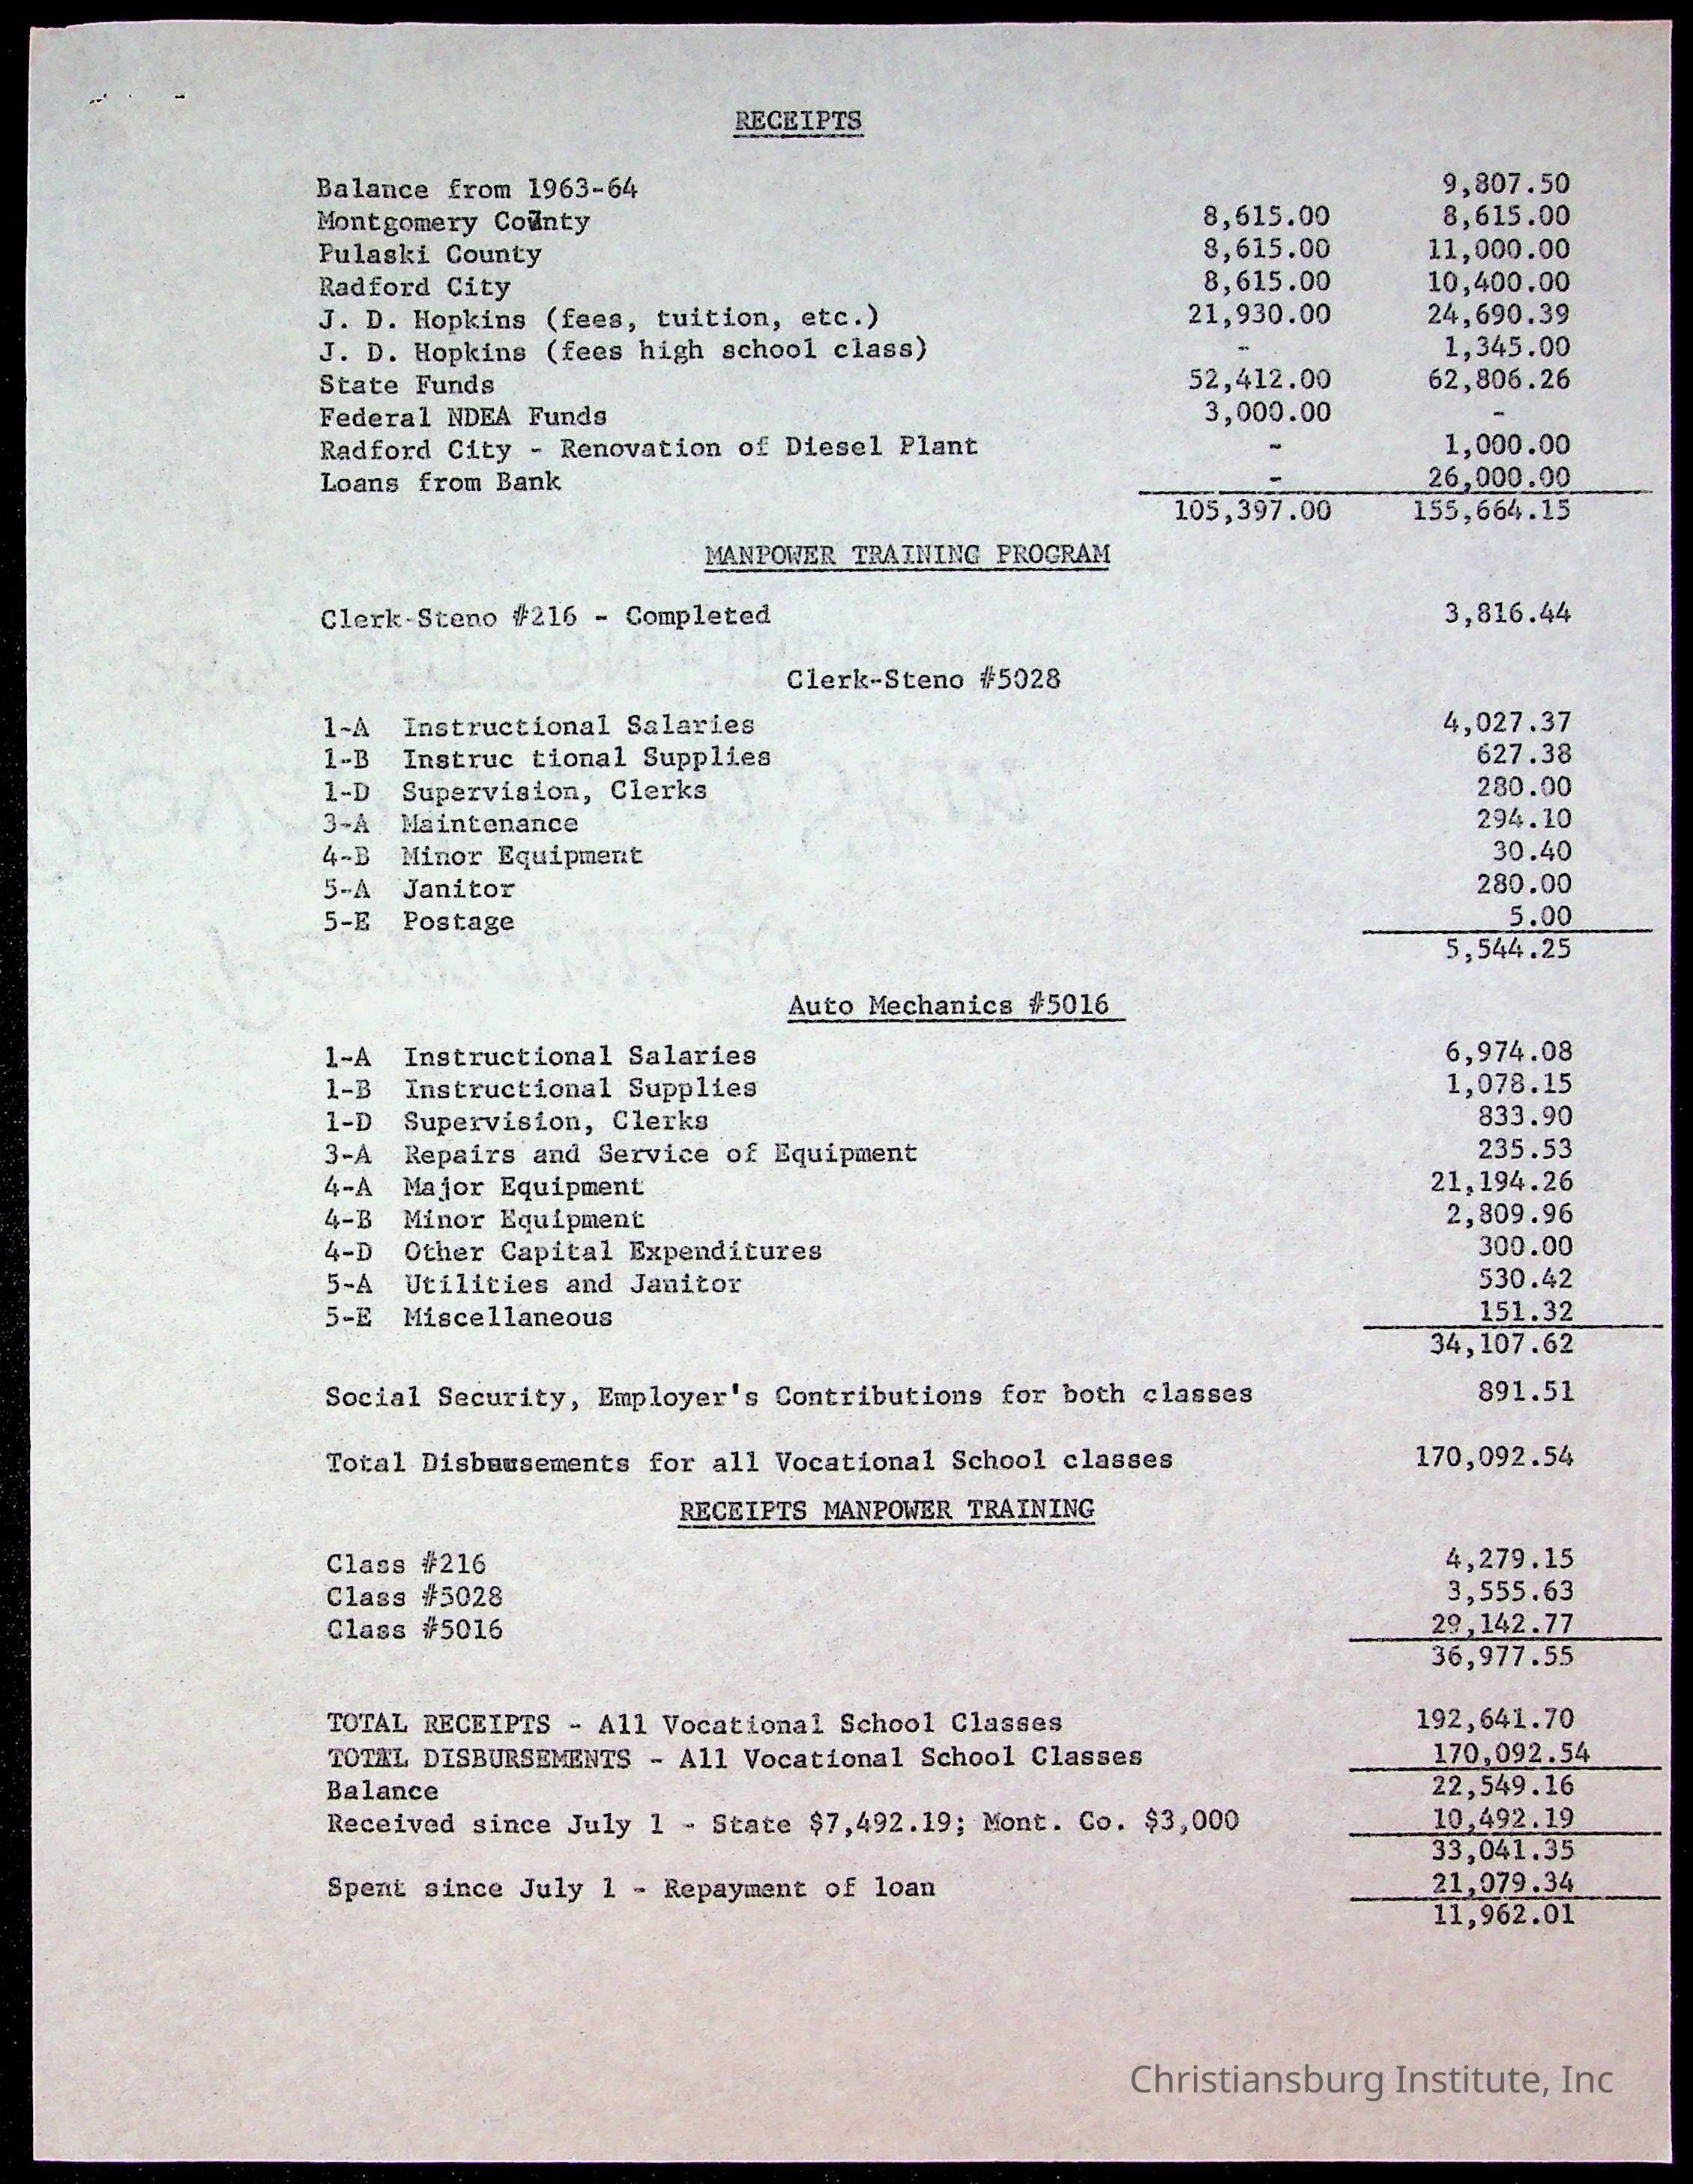 RECEIPTS
Balance from 1963-64 9,807.50
Montgomery County 8,615.00 8,615.00
Pulaski County 8,615.00 11,000.00
Radford City 8,615.00 10,400.00
J. D. Hopkins (fees, tuition, etc.) 21,930.00 24,690.39
J. D. Hopkins (fees high school class) - 1,345.00
State Funds 52,412.00 62,806.26
Federal NDEA Funds 3,000.00 -
Radford City - Renovation of Diesel Plant - 1,000.00
Loans from Bank - 26,000.00
105,397.00 155,664.15
MANPOWER TRAINING PROGRAM
Clerk-Steno #216 - Completed 3,816.44
Clerk-Steno #5028
1-A Instructional Salaries 4,027.37
1-B Instruc tional Supplies 627.38
1-D Supervision, Clerks 280.00
3-A Maintenance 294.10
4-B Minor Equipment 30.40
5-A Janitor 280.00
5-E Postage 5.00
5,544.25
Auto Mechanics #5016
1-A Instructional Salaries 6,974.08
1-B Instructional Supplies 1,078.15
1-D Supervision, Clerks 833.90
3-A Repairs and Service of Equipment 235.53
4-A Major Equipment 21,194.26
4-B Minor Equipment 2,809.96
4-D Other Capital Expenditures 300.00
5-A Utilities and Janitor 530.42
5-E Miscellaneous 151.32
34,107.62
Social Security, Employer's Contributions for both classes 891.51
Total Disbuusements for all Vocational School classes 170,092.54
RECEIPTS MANPOWER TRAINING
Class #216 4,279.15
Class #5028 3,555.63
Class #5016 29,142.77
36,977.55
TOTAL RECEIPTS - All Vocational School Classes 192,641.70
TOTAL DISBURSEMENTS - All Vocational School Classes 170,092.54
Balance 22,549.16
Received since July 1 - State $7,492.19; Mont. Co. $3,000 10,492.19
33,041.35
Spent since July 1 - Repayment of loan 21,079.34
11,962.01
Christiansburg Institute, Inc